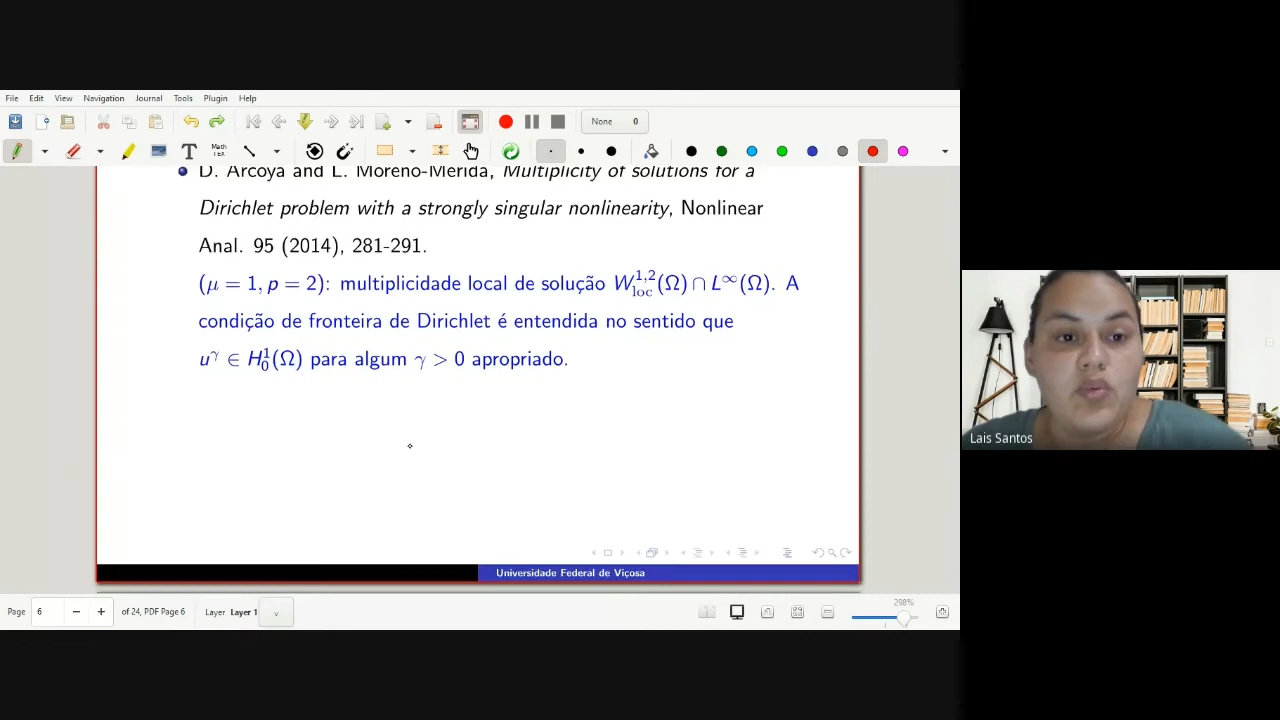 File Edit View Navigation Journal Tools Plugin Help
None 0
T Math TEX
D. Arcoya and L. Moreno-Mérida, Multiplicity of solutions for a
Dirichlet problem with a strongly singular nonlinearity, Nonlinear
Anal. 95 (2014), 281-291.
(μ = 1, p = 2): multiplicidade local de solução W^{1,2}_{loc}(Ω) ∩ L^∞(Ω). A
condição de fronteira de Dirichlet é entendida no sentido que
u^γ ∈ H^1_0(Ω) para algum γ > 0 apropriado.
Lais Santos
Universidade Federal de Viçosa
Page 6 of 24, PDF Page 6 Layer Layer 1
298%